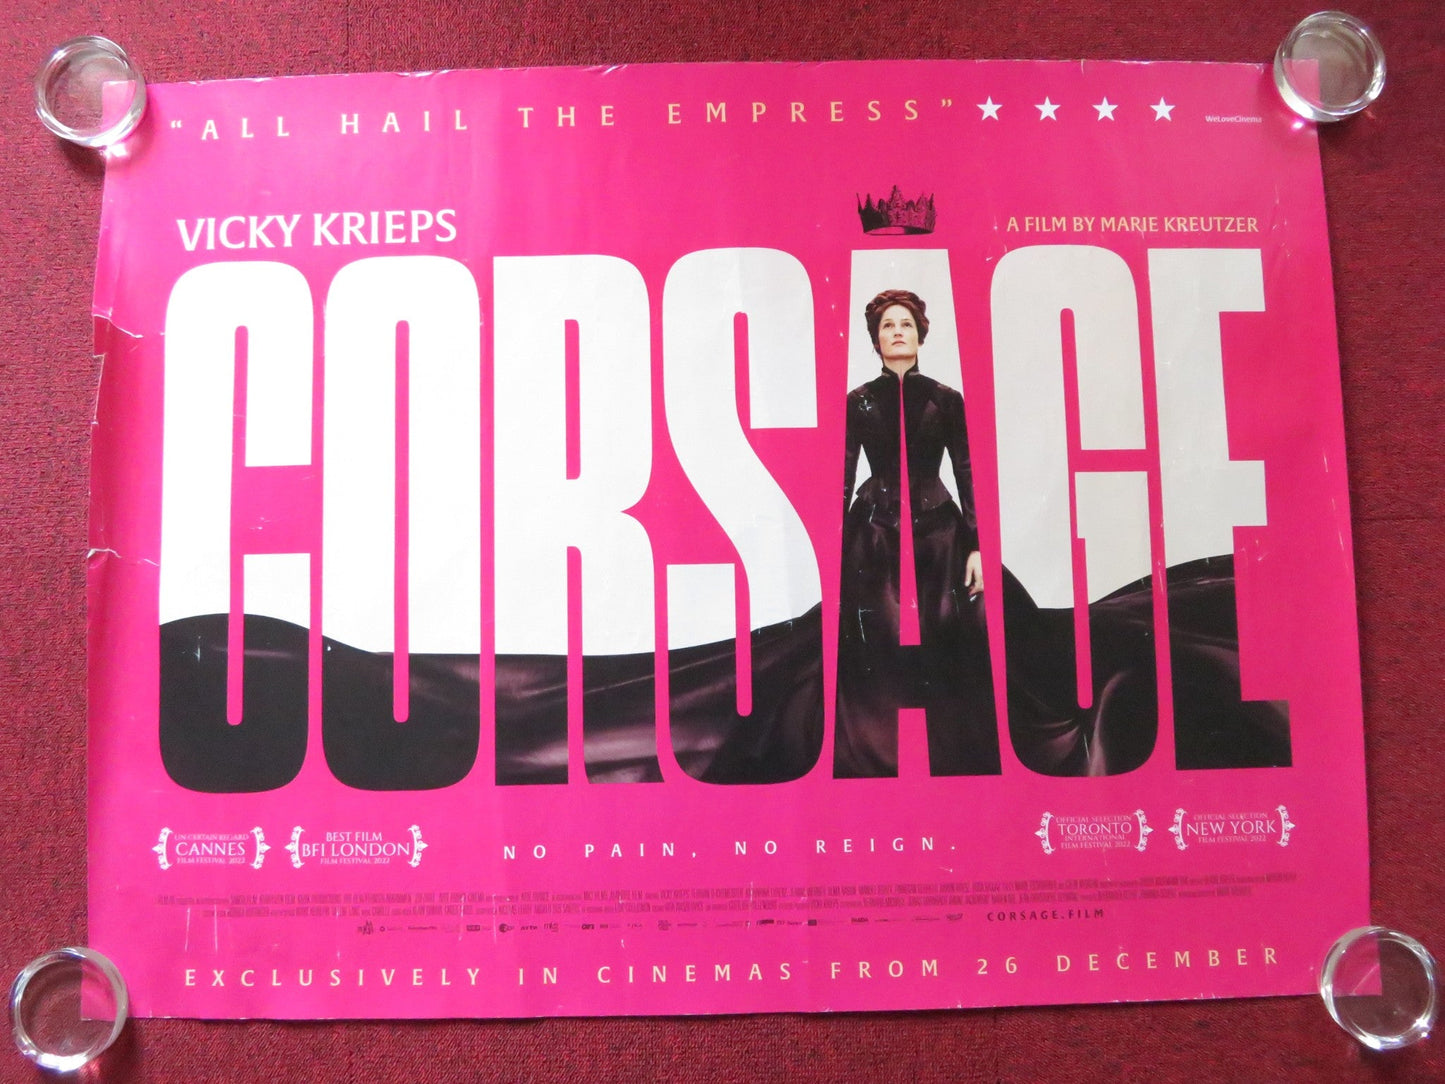 "ALL HAIL THE EMPRESS" ★ ★ ★ ★ WeLoveCinema
VICKY KRIEPS
A FILM BY MARIE KREUTZER
CORSAGE
UN CERTAIN REGARD
CANNES
FILM FESTIVAL 2022
BEST FILM
BFI LONDON
FILM FESTIVAL 2022
NO PAIN, NO REIGN.
OFFICIAL SELECTION
TORONTO
INTERNATIONAL
FILM FESTIVAL 2022
OFFICIAL SELECTION
NEW YORK
FILM FESTIVAL 2022
CORSAGE.FILM
EXCLUSIVELY IN CINEMAS FROM 26 DECEMBER